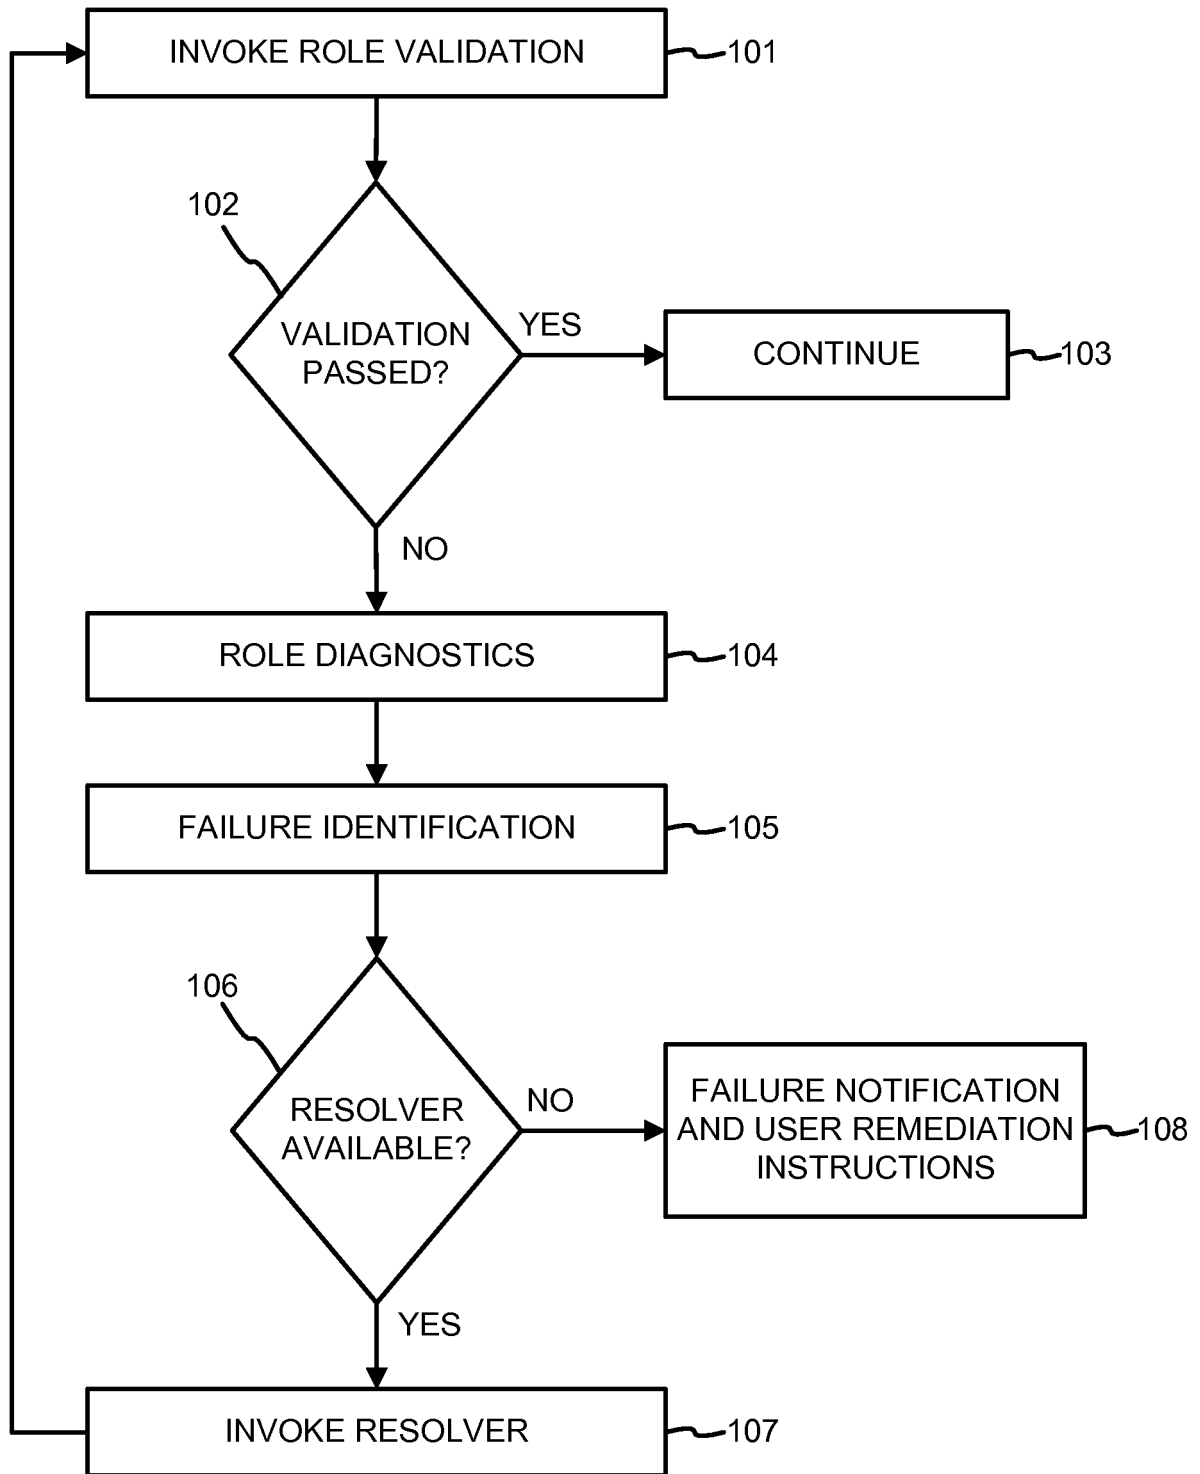 INVOKE ROLE VALIDATION
101
102
VALIDATION
PASSED?
YES
CONTINUE
103
NO
ROLE DIAGNOSTICS
104
FAILURE IDENTIFICATION
105
106
RESOLVER
AVAILABLE?
NO
FAILURE NOTIFICATION
AND USER REMEDIATION
INSTRUCTIONS
108
YES
INVOKE RESOLVER
107